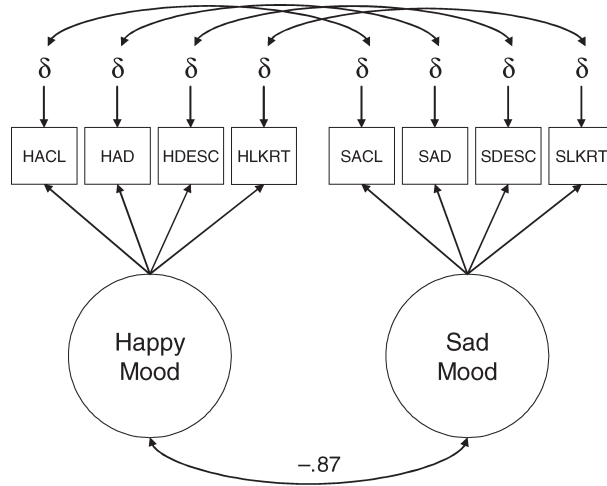 δ δ δ δ δ δ δ δ
HACL HAD HDESC HLKRT SACL SAD SDESC SLKRT
Happy
Mood
Sad
Mood
–.87